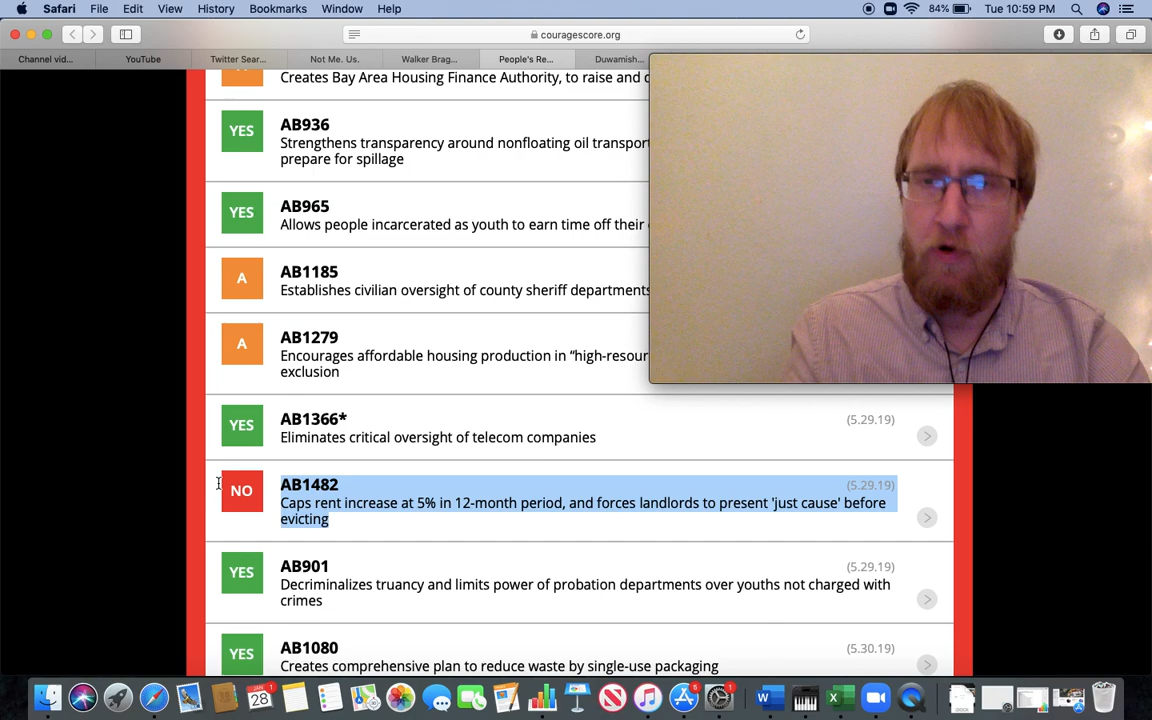 Safari File Edit View History Bookmarks Window Help 84% Tue 10:59 PM
couragescore.org
Channel vid... YouTube Twitter Sear... Not Me. Us. Walker Brag... People's Re... Duwamish...
Creates Bay Area Housing Finance Authority, to raise and
YES AB936
Strengthens transparency around nonfloating oil transport
prepare for spillage
YES AB965
Allows people incarcerated as youth to earn time off their
A AB1185
Establishes civilian oversight of county sheriff departments
A AB1279
Encourages affordable housing production in “high-resour
exclusion
YES AB1366* (5.29.19)
Eliminates critical oversight of telecom companies
NO AB1482 (5.29.19)
Caps rent increase at 5% in 12-month period, and forces landlords to present 'just cause' before
evicting
YES AB901 (5.29.19)
Decriminalizes truancy and limits power of probation departments over youths not charged with
crimes
YES AB1080 (5.30.19)
Creates comprehensive plan to reduce waste by single-use packaging
JAN
28
1
6
1